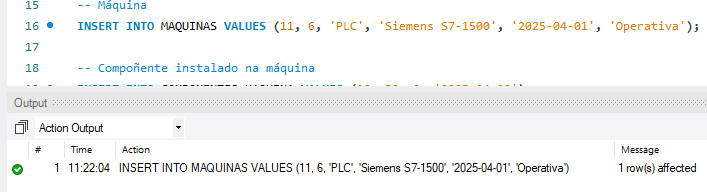 15 -- Máquina
16 INSERT INTO MAQUINAS VALUES (11, 6, 'PLC', 'Siemens S7-1500', '2025-04-01', 'Operativa');
17
18 -- Compoñente instalado na máquina
Output
Action Output
# Time Action Message
1 11:22:04 INSERT INTO MAQUINAS VALUES (11, 6, 'PLC', 'Siemens S7-1500', '2025-04-01', 'Operativa') 1 row(s) affected